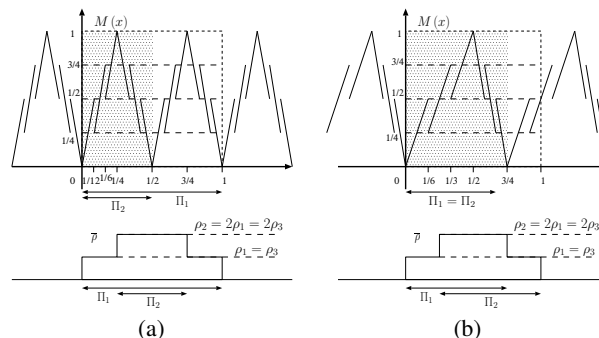 M(x)
1
3/4
1/2
1/4
0 1/12 1/6 1/4 1/2 3/4 1
Π₂ Π₁
p̅ ρ₂ = 2ρ₁ = 2ρ₃
ρ₁ = ρ₃
Π₁ Π₂
(a)
M(x)
1
3/4
1/2
1/4
0 1/6 1/3 1/2 3/4 1
Π₁ = Π₂
p̅ ρ₂ = 2ρ₁ = 2ρ₃
ρ₁ = ρ₃
Π₁ Π₂
(b)